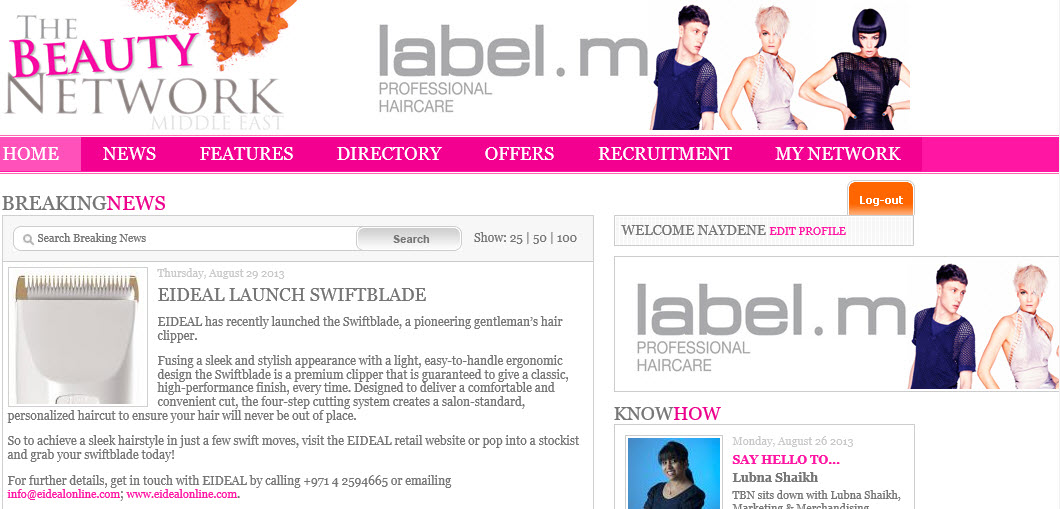 THE
BEAUTY
NETWORK
MIDDLE EAST
label.m
PROFESSIONAL
HAIRCARE
HOME NEWS FEATURES DIRECTORY OFFERS RECRUITMENT MY NETWORK
BREAKINGNEWS
Search Breaking News Search Show: 25 | 50 | 100
Thursday, August 29 2013
EIDEAL LAUNCH SWIFTBLADE
EIDEAL has recently launched the Swiftblade, a pioneering gentleman's hair
clipper.
Fusing a sleek and stylish appearance with a light, easy-to-handle ergonomic
design the Swiftblade is a premium clipper that is guaranteed to give a classic,
high-performance finish, every time. Designed to deliver a comfortable and
convenient cut, the four-step cutting system creates a salon-standard,
personalized haircut to ensure your hair will never be out of place.
So to achieve a sleek hairstyle in just a few swift moves, visit the EIDEAL retail website or pop into a stockist
and grab your swiftblade today!
For further details, get in touch with EIDEAL by calling +971 4 2594665 or emailing
info@eidealonline.com; www.eidealonline.com.
Log-out
WELCOME NAYDENE EDIT PROFILE
label.m
PROFESSIONAL
HAIRCARE
KNOWHOW
Monday, August 26 2013
SAY HELLO TO...
Lubna Shaikh
TBN sits down with Lubna Shaikh,
Marketing & Merchandising